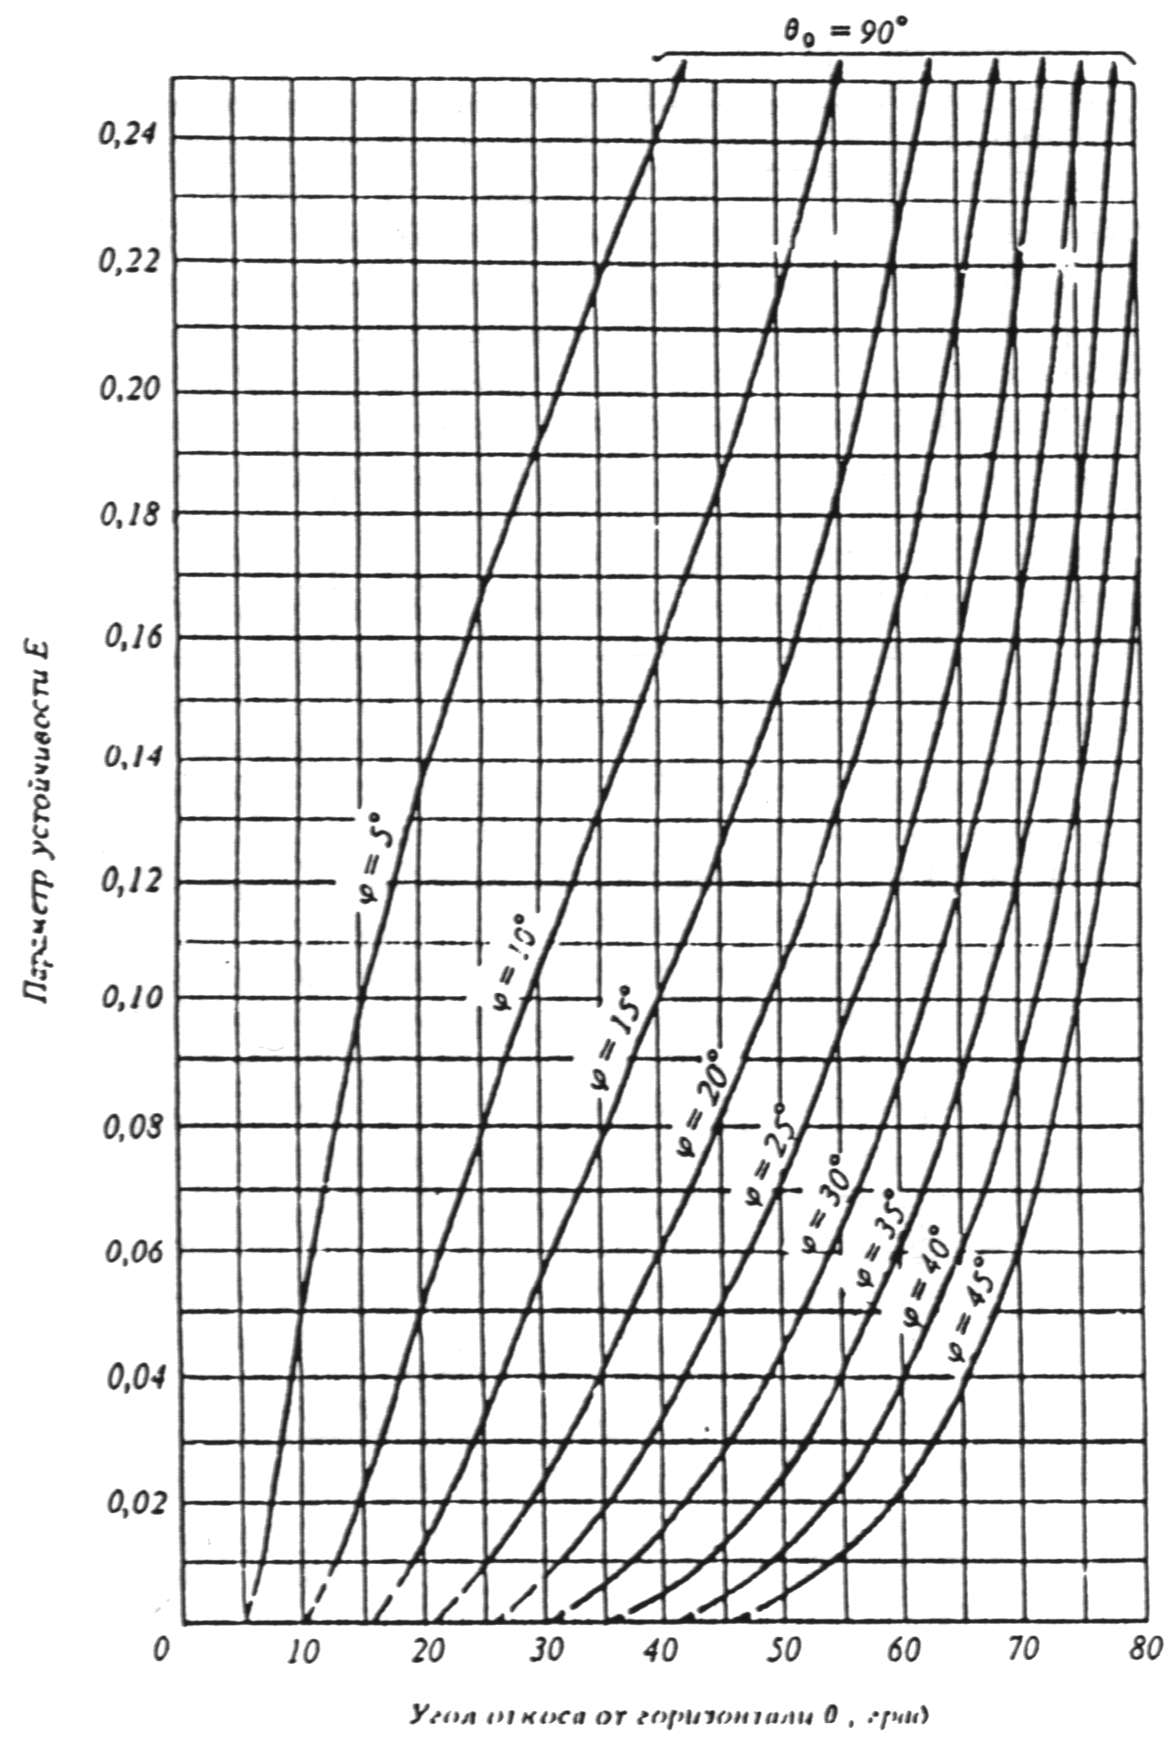 θ₀ = 90°
0,24
0,22
0,20
0,18
0,16
0,14
0,12
0,10
0,08
0,06
0,04
0,02
Параметр устойчивости E
φ = 5°
φ = 10°
φ = 15°
φ = 20°
φ = 25°
φ = 30°
φ = 35°
φ = 40°
φ = 45°
0 10 20 30 40 50 60 70 80
Угол откоса от горизонтали θ, град